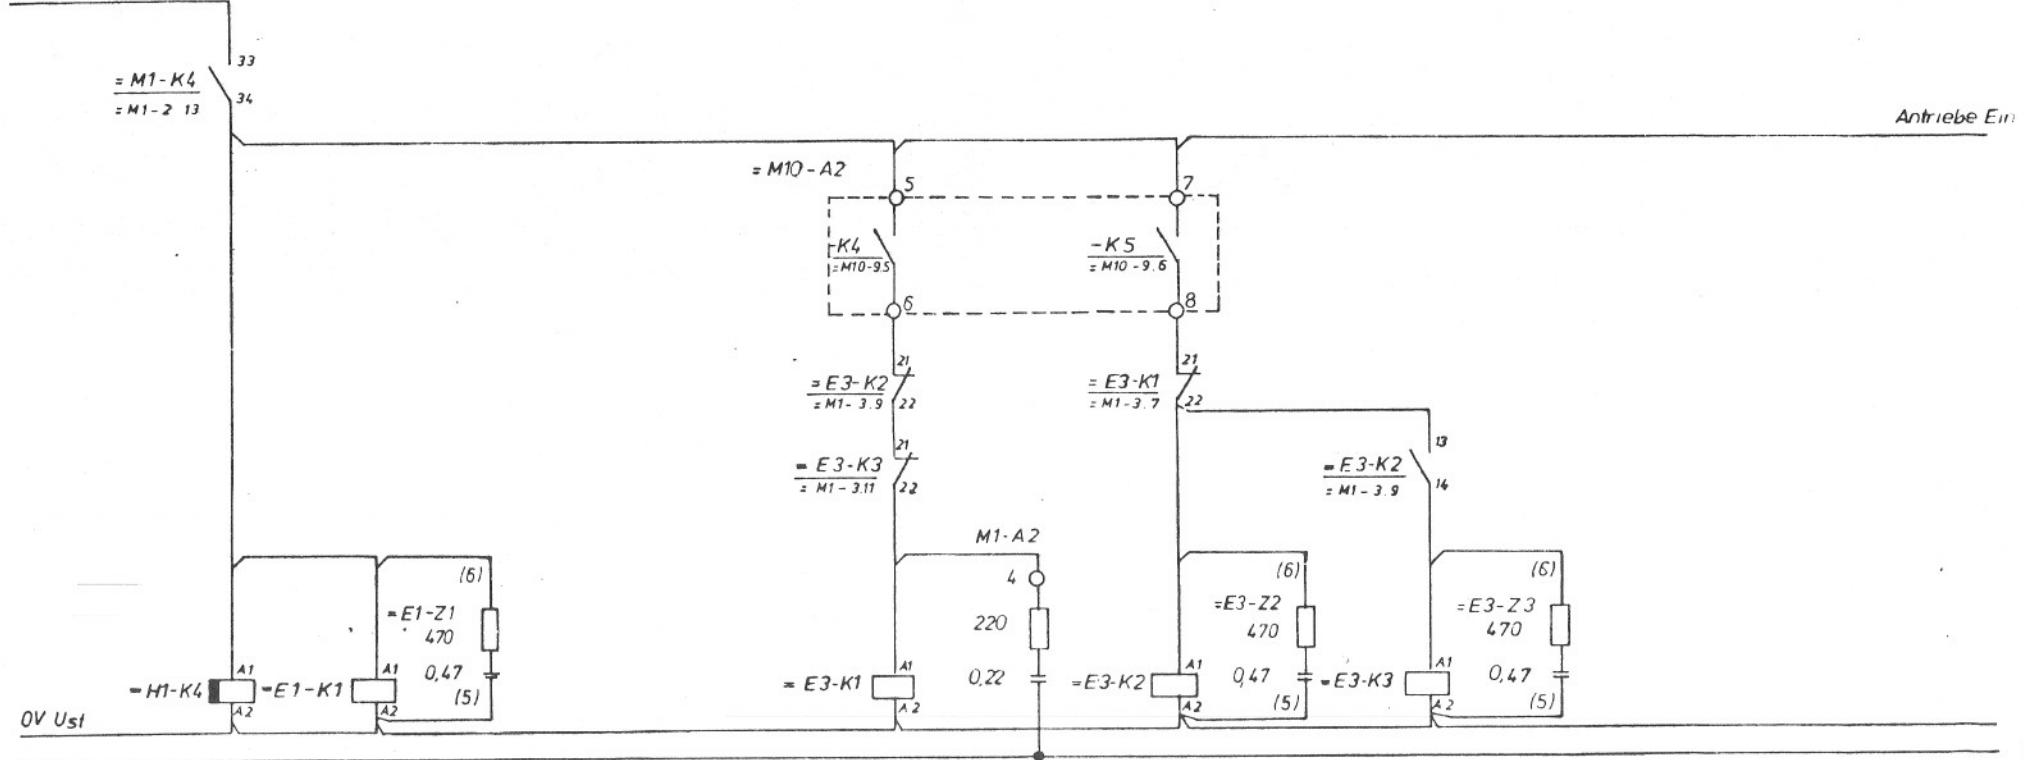 33
= M1-K4
= M1-2 13
34
Antriebe Ein
= M10-A2
5
7
-K4
= M10-9.5
-K5
= M10-9.6
6
8
21
= E3-K2
= M1-3.9
22
21
= E3-K1
= M1-3.7
22
21
= E3-K3
= M1-3.11
22
13
= E3-K2
= M1-3.9
14
M1-A2
4
(6)
= E1-Z1
470
0,47
(5)
220
0,22
(6)
= E3-Z2
470
0,47
(5)
(6)
= E3-Z3
470
0,47
(5)
A1
= H1-K4
A2
A1
= E1-K1
A2
A1
= E3-K1
A2
A1
= E3-K2
A2
A1
= E3-K3
A2
0V Ust